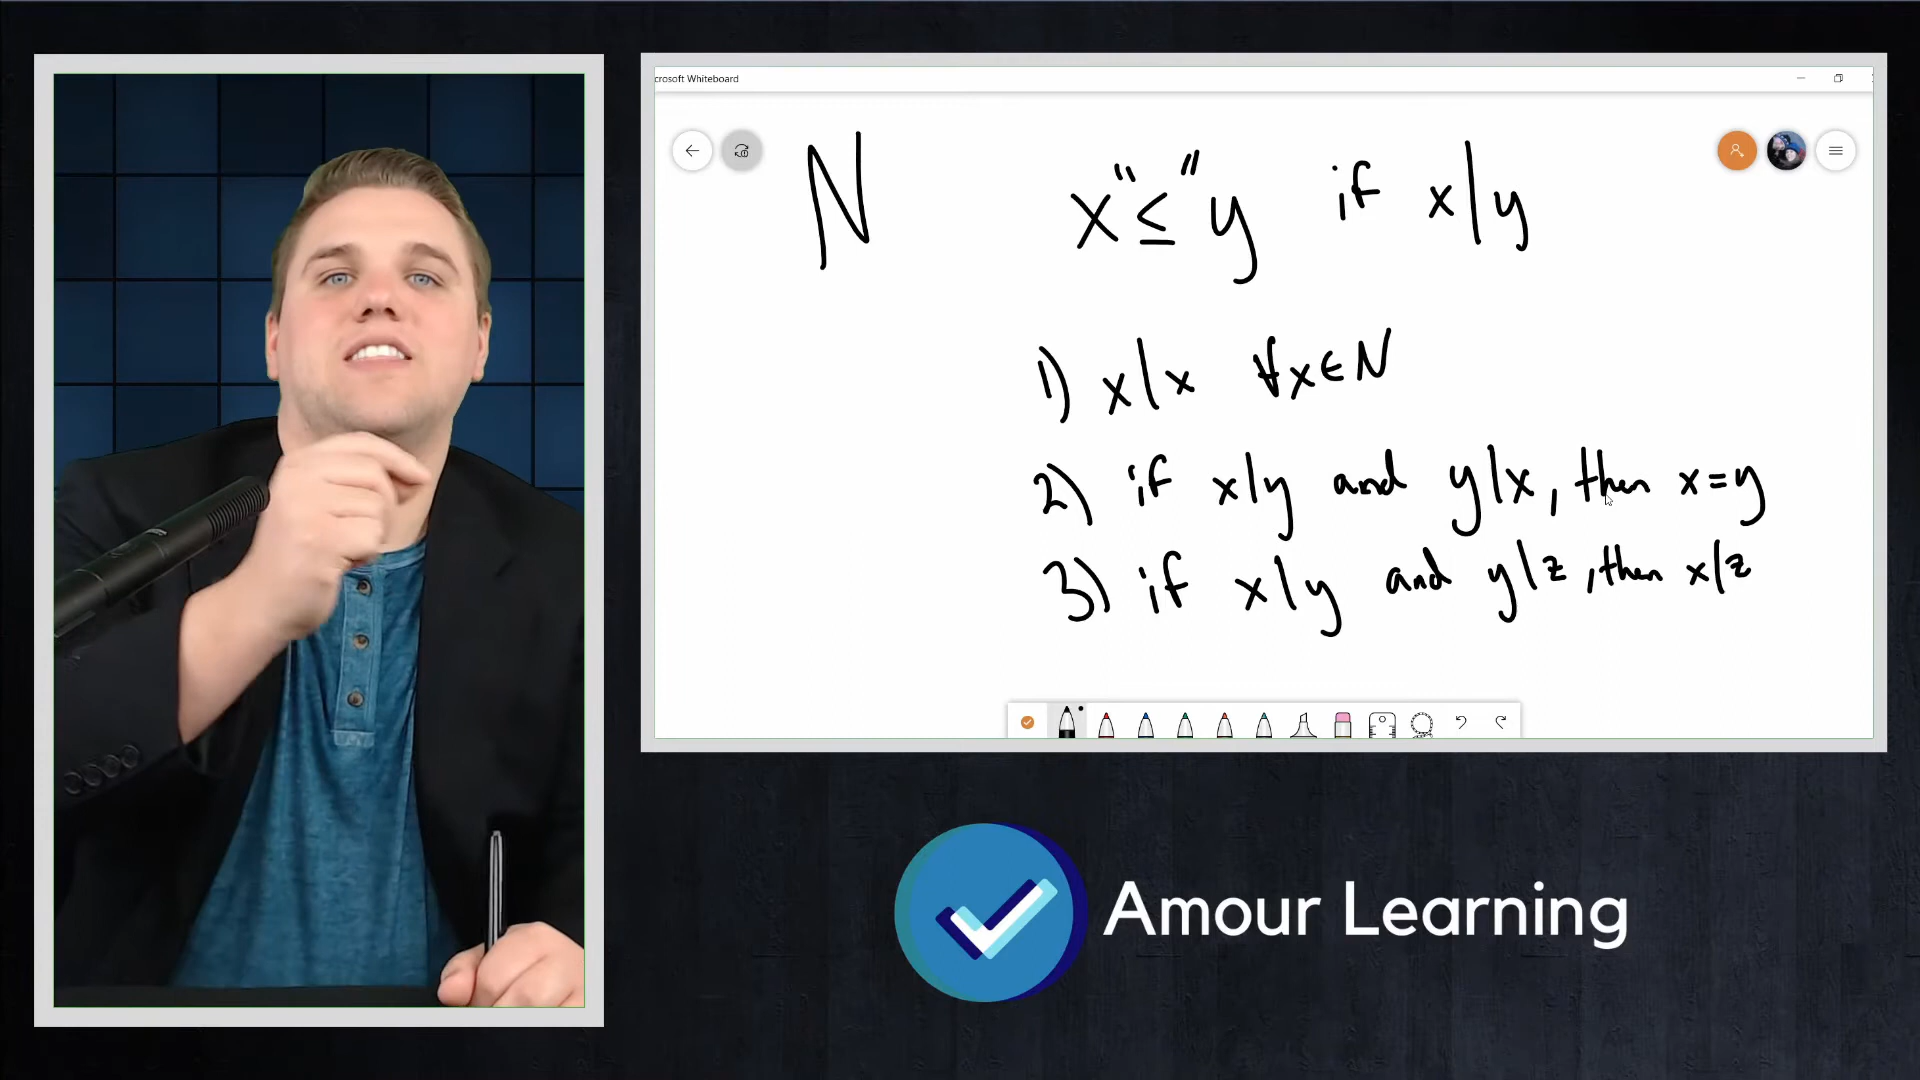 crosoft Whiteboard
N x "≤" y if x|y
1) x|x ∀x∈N
2) if x|y and y|x, then x=y
3) if x|y and y|z, then x|z
Amour Learning